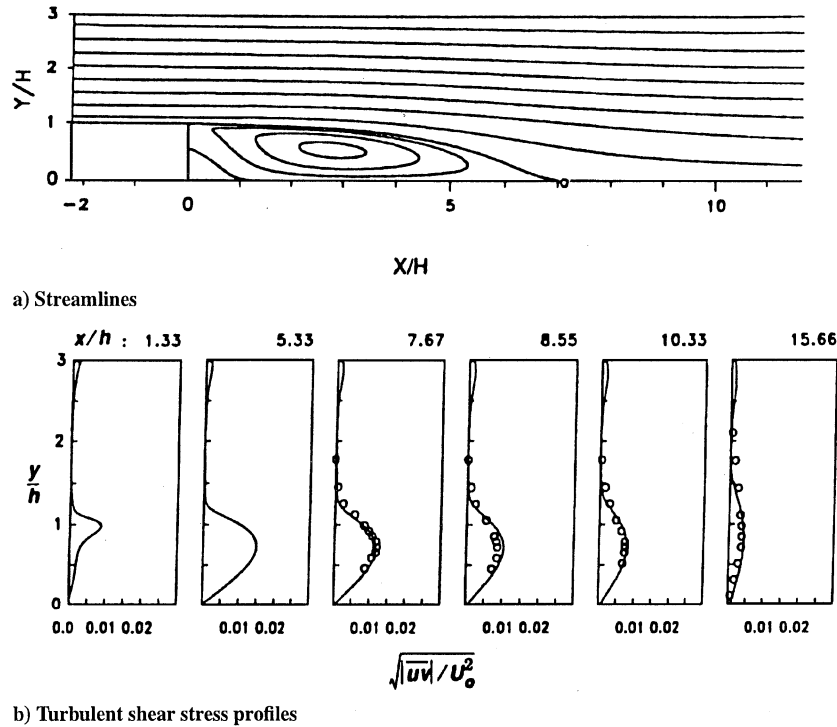 3
2
1
0
Y/H
−2 0 5 10
X/H
a) Streamlines
x/h : 1.33 5.33 7.67 8.55 10.33 15.66
3
2
1
0
y/h
0.0 0.01 0.02 0.01 0.02 0.01 0.02 0.01 0.02 0.01 0.02 0.01 0.02
√|uv|/U²ₒ
b) Turbulent shear stress profiles